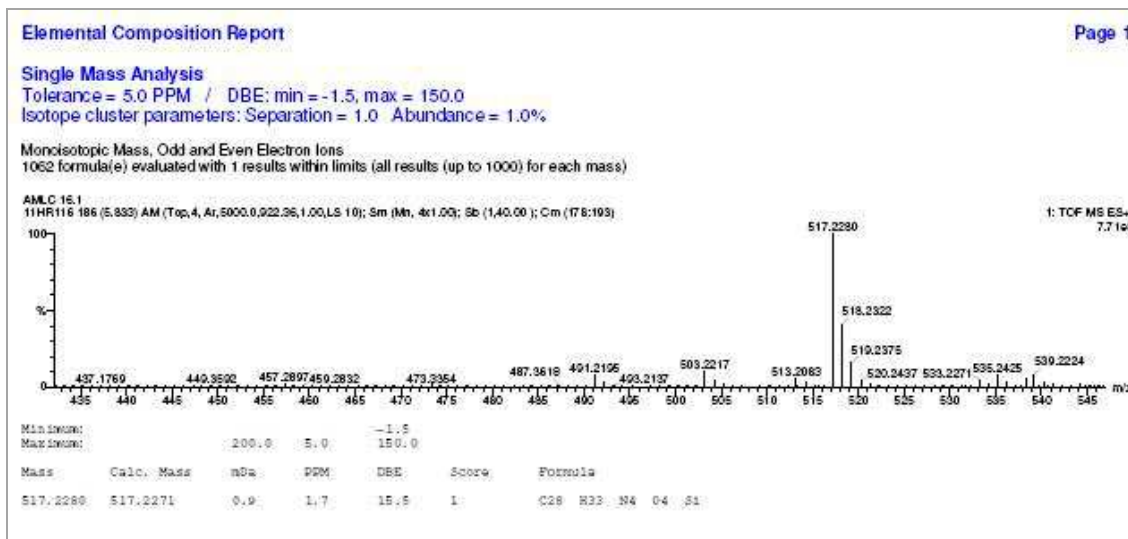 Elemental Composition Report Page 1
Single Mass Analysis
Tolerance = 5.0 PPM / DBE: min = -1.5, max = 150.0
Isotope cluster parameters: Separation = 1.0 Abundance = 1.0%
Monoisotopic Mass, Odd and Even Electron Ions
1062 formula(e) evaluated with 1 results within limits (all results (up to 1000) for each mass)
AMLC 16.1
11HR116 186 (5.833) AM (Top,4, Ar,5000.0,922.36,1.00,LS 10); Sm (Mn, 4x1.00); Sb (1,40.00 ); Cm (178:193)
1: TOF MS ES+
100
517.2280
%
518.2322
519.2375
437.1769 449.3592 457.2897 459.2832 473.3354 487.3618 491.2195 493.2137 503.2217 513.2083 520.2437 533.2271 535.2425 539.2224
0
435 440 445 450 455 460 465 470 475 480 485 490 495 500 505 510 515 520 525 530 535 540 545 m/z
Minimum: -1.5
Maximum: 200.0 5.0 150.0
Mass Calc. Mass mDa PPM DBE Score Formula
517.2280 517.2271 0.9 1.7 15.5 1 C28 H33 N4 O4 Si